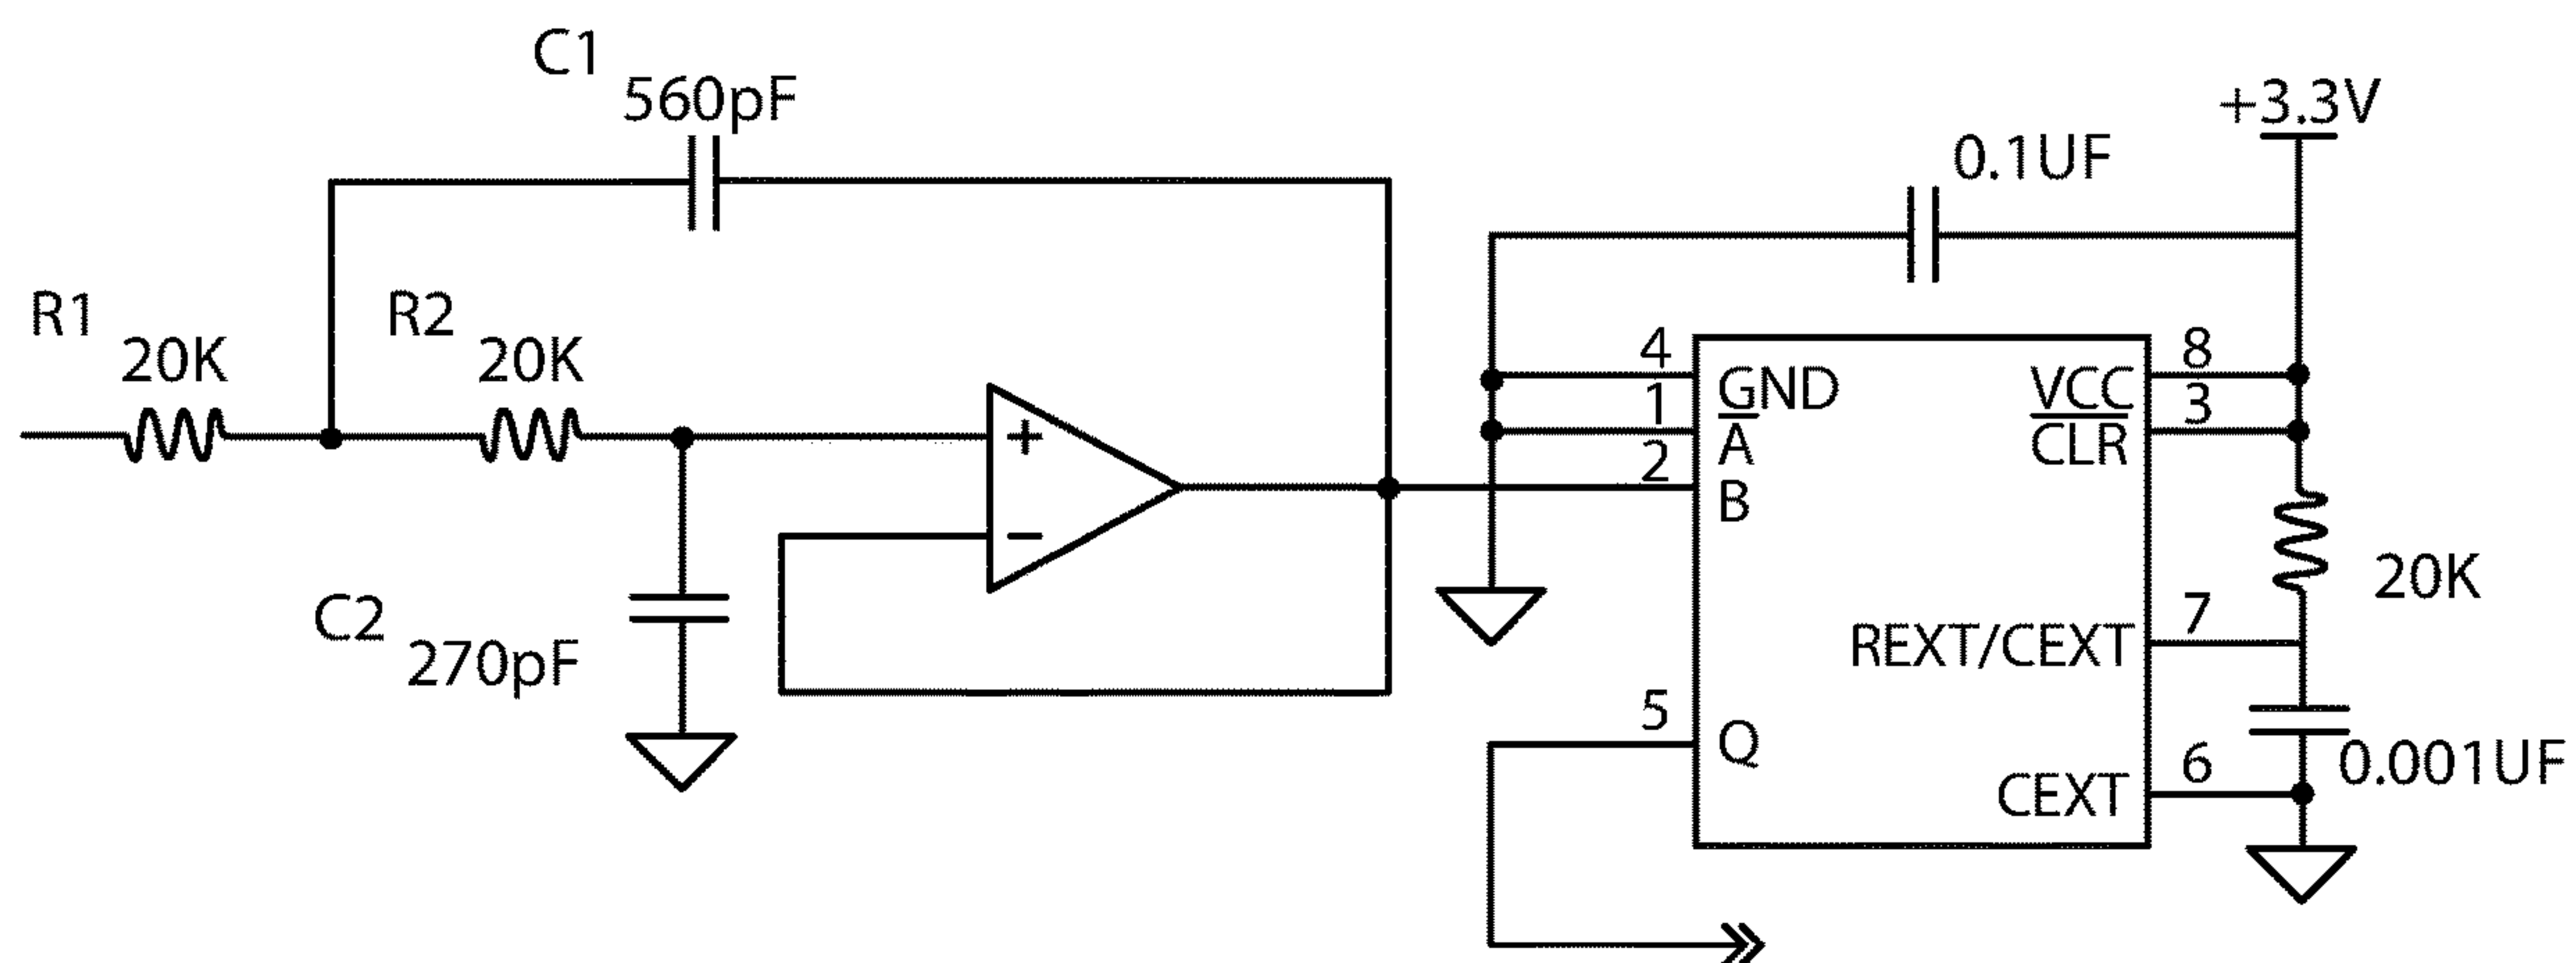 C1
560pF
+3.3V
0.1UF
R1
20K
R2
20K
4
GND
VCC
8
1
A
CLR
3
2
B
+
−
20K
C2
270pF
REXT/CEXT
7
5
Q
CEXT
6
0.001UF